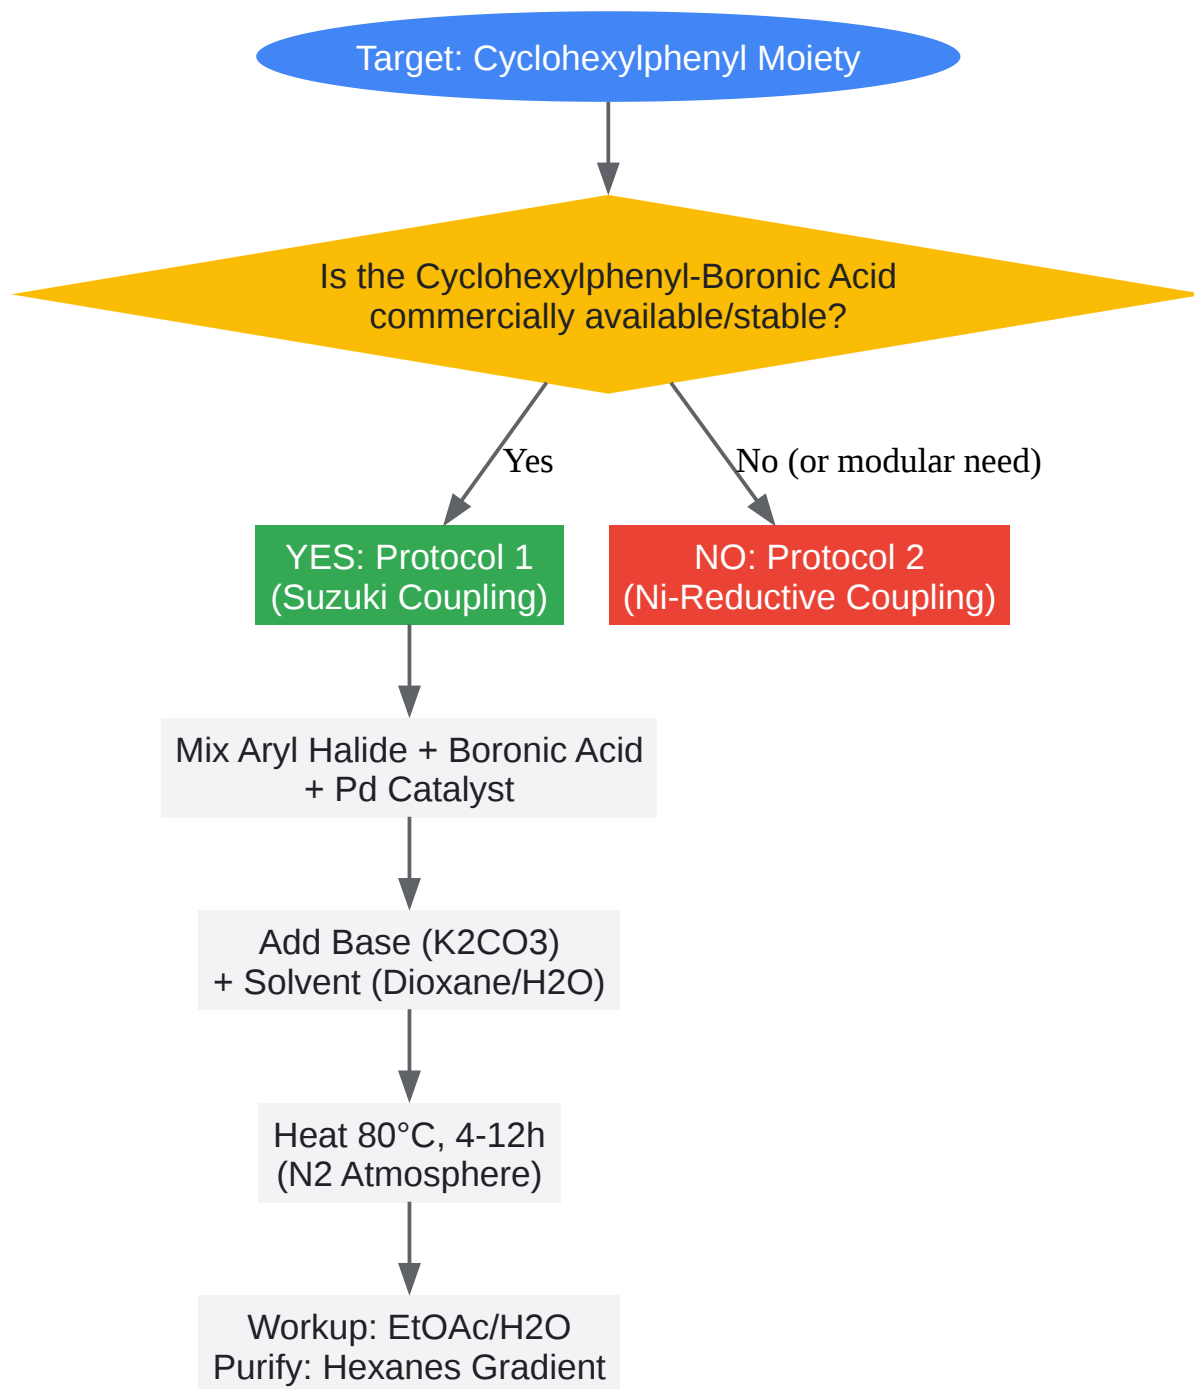 Target: Cyclohexylphenyl Moiety
Is the Cyclohexylphenyl-Boronic Acid
commercially available/stable?
Yes
No (or modular need)
YES: Protocol 1
(Suzuki Coupling)
NO: Protocol 2
(Ni-Reductive Coupling)
Mix Aryl Halide + Boronic Acid
+ Pd Catalyst
Add Base (K2CO3)
+ Solvent (Dioxane/H2O)
Heat 80°C, 4-12h
(N2 Atmosphere)
Workup: EtOAc/H2O
Purify: Hexanes Gradient